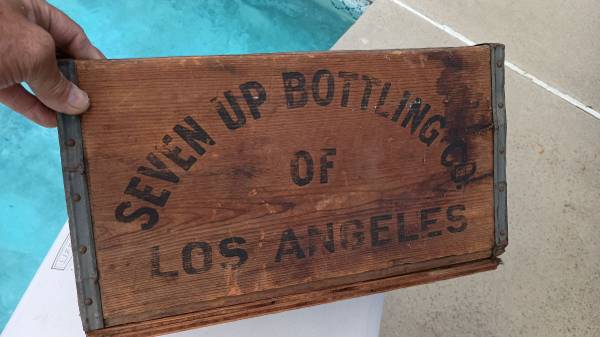 SEVEN UP BOTTLING CO.
OF
LOS ANGELES